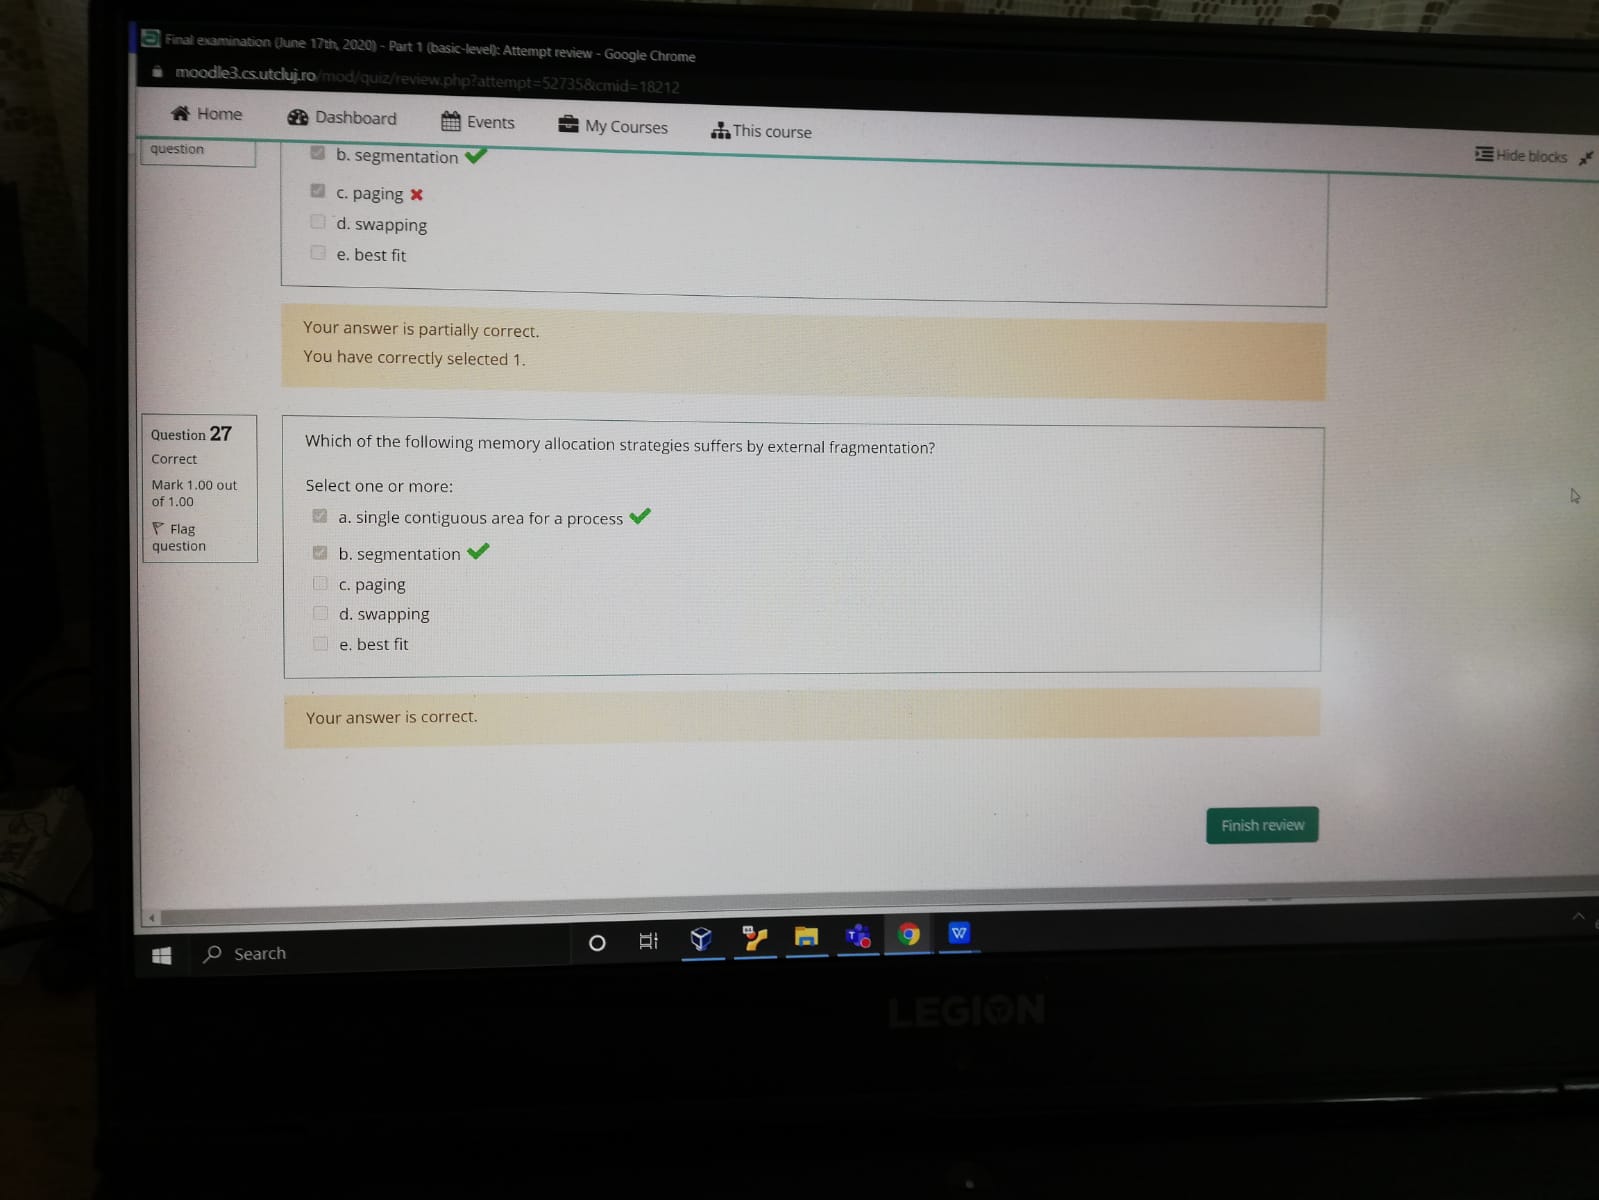 Final examination (June 17th, 2020) - Part 1 (basic-level): Attempt review - Google Chrome
moodle3.cs.utcluj.ro/mod/quiz/review.php?attempt=52735&cmid=18212
Home Dashboard Events My Courses This course
Hide blocks
question
b. segmentation
c. paging
d. swapping
e. best fit
Your answer is partially correct.
You have correctly selected 1.
Question 27
Correct
Mark 1.00 out
of 1.00
Flag
question
Which of the following memory allocation strategies suffers by external fragmentation?
Select one or more:
a. single contiguous area for a process
b. segmentation
c. paging
d. swapping
e. best fit
Your answer is correct.
Finish review
Search
LEGION